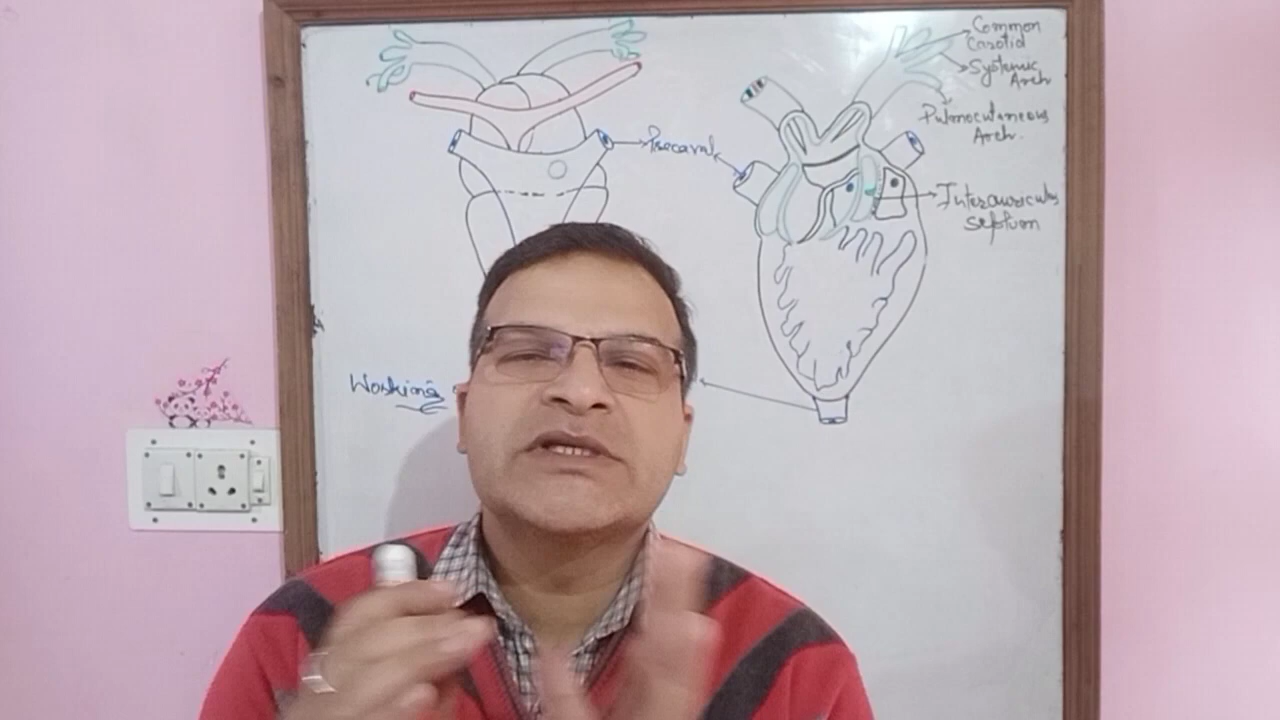 Common
Carotid
Systemic
Arch
Pulmocutaneous
Arch.
Precaval
Interauricular
septum
Working